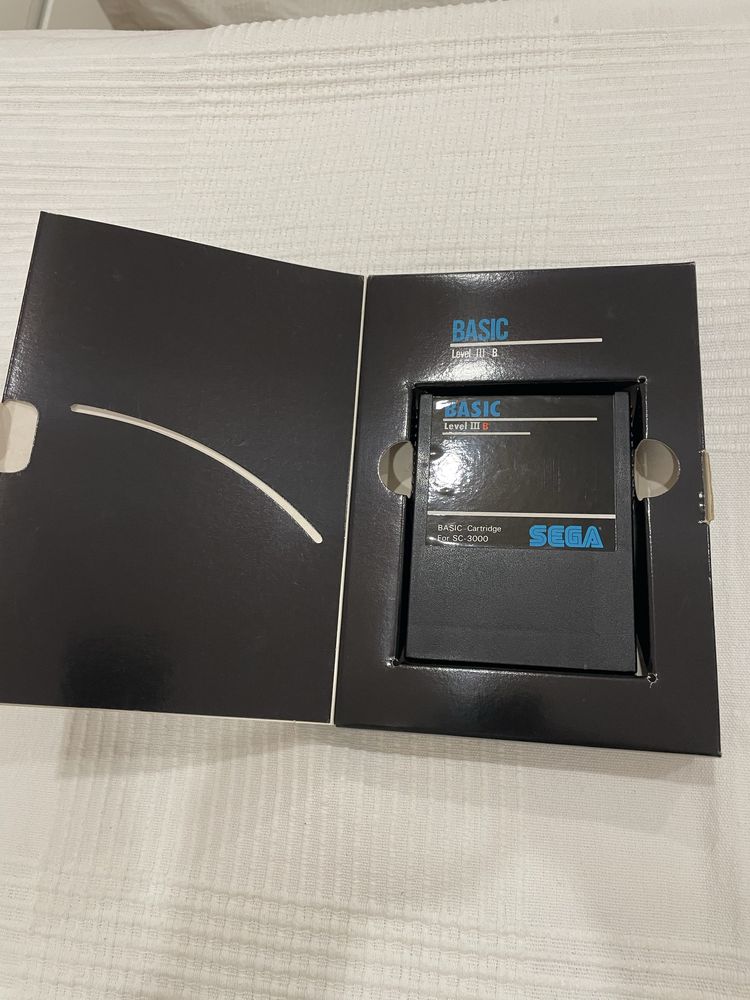 BASIC
Level III B
BASIC
Level III B
BASIC Cartridge
For SC-3000
SEGA